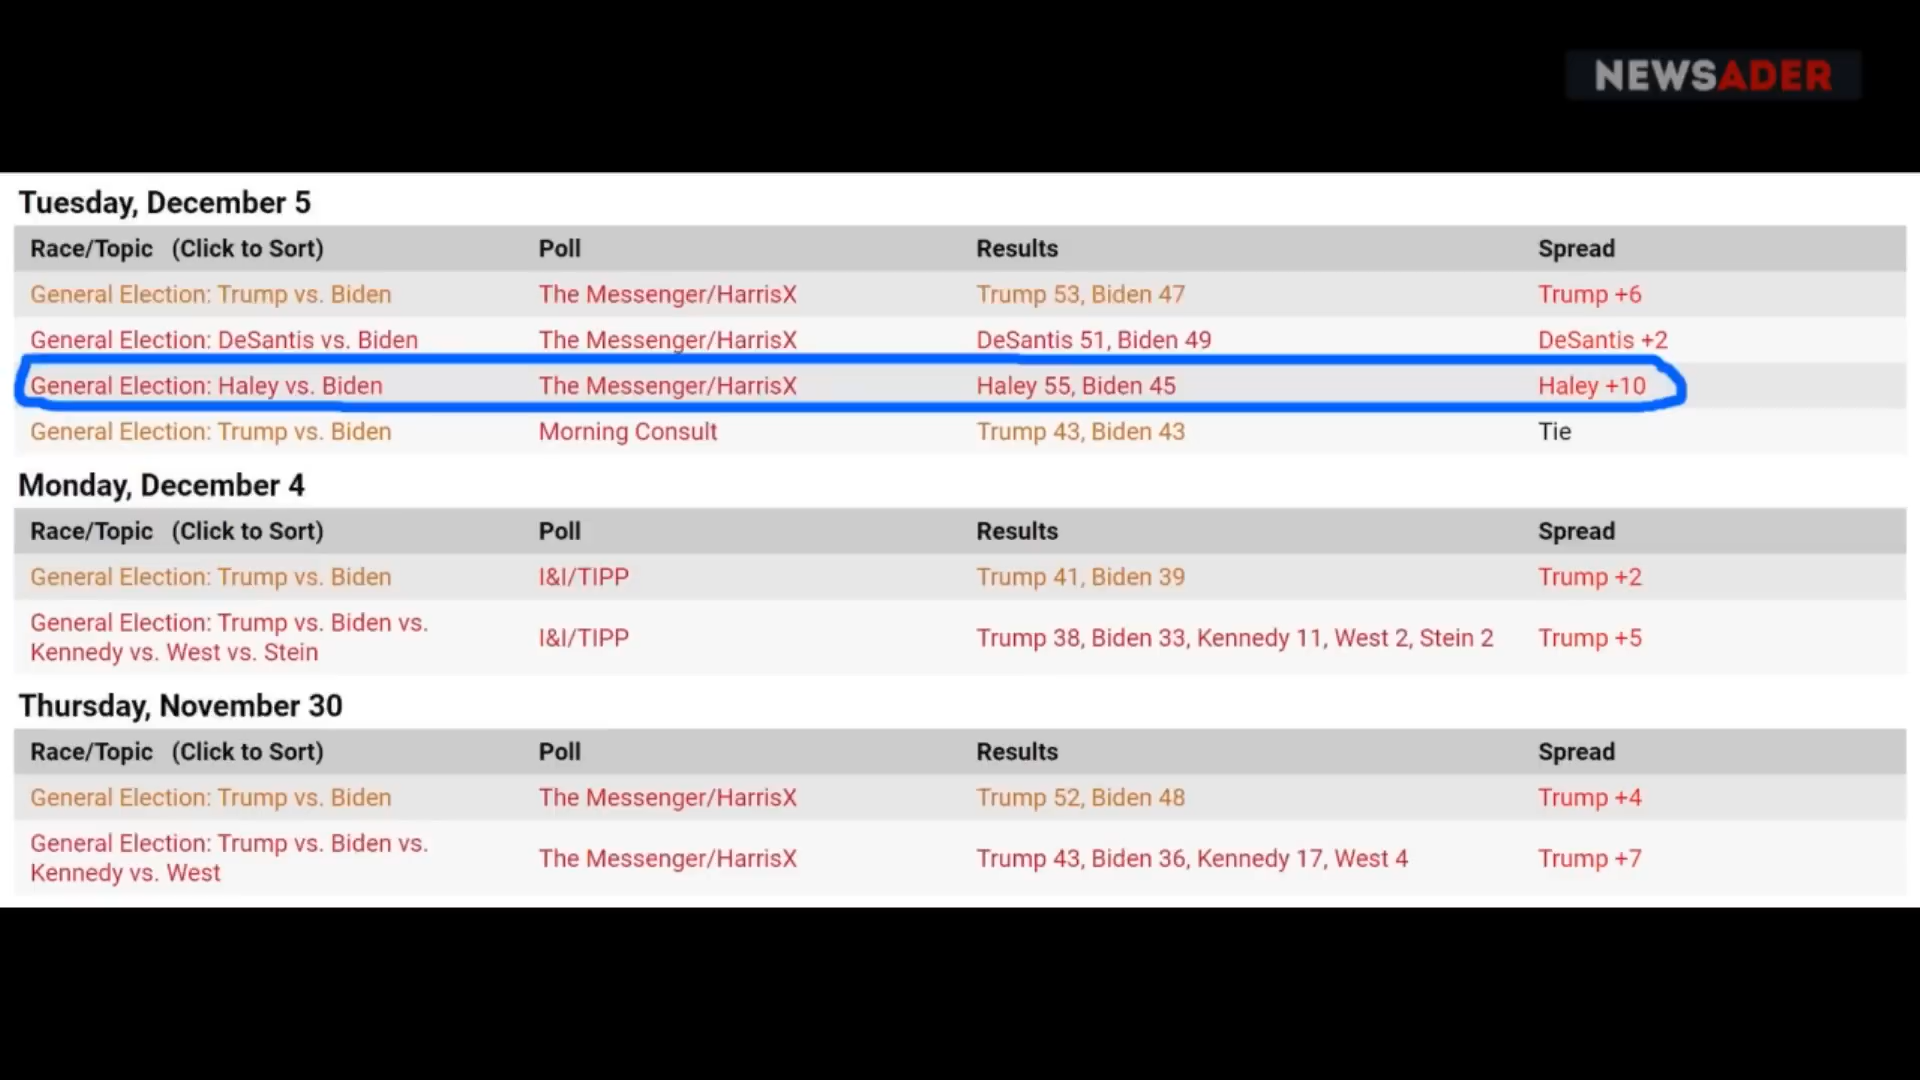 NEWSADER
Tuesday, December 5
Race/Topic (Click to Sort) Poll Results Spread
General Election: Trump vs. Biden The Messenger/HarrisX Trump 53, Biden 47 Trump +6
General Election: DeSantis vs. Biden The Messenger/HarrisX DeSantis 51, Biden 49 DeSantis +2
General Election: Haley vs. Biden The Messenger/HarrisX Haley 55, Biden 45 Haley +10
General Election: Trump vs. Biden Morning Consult Trump 43, Biden 43 Tie
Monday, December 4
Race/Topic (Click to Sort) Poll Results Spread
General Election: Trump vs. Biden I&I/TIPP Trump 41, Biden 39 Trump +2
General Election: Trump vs. Biden vs.
Kennedy vs. West vs. Stein I&I/TIPP Trump 38, Biden 33, Kennedy 11, West 2, Stein 2 Trump +5
Thursday, November 30
Race/Topic (Click to Sort) Poll Results Spread
General Election: Trump vs. Biden The Messenger/HarrisX Trump 52, Biden 48 Trump +4
General Election: Trump vs. Biden vs.
Kennedy vs. West The Messenger/HarrisX Trump 43, Biden 36, Kennedy 17, West 4 Trump +7